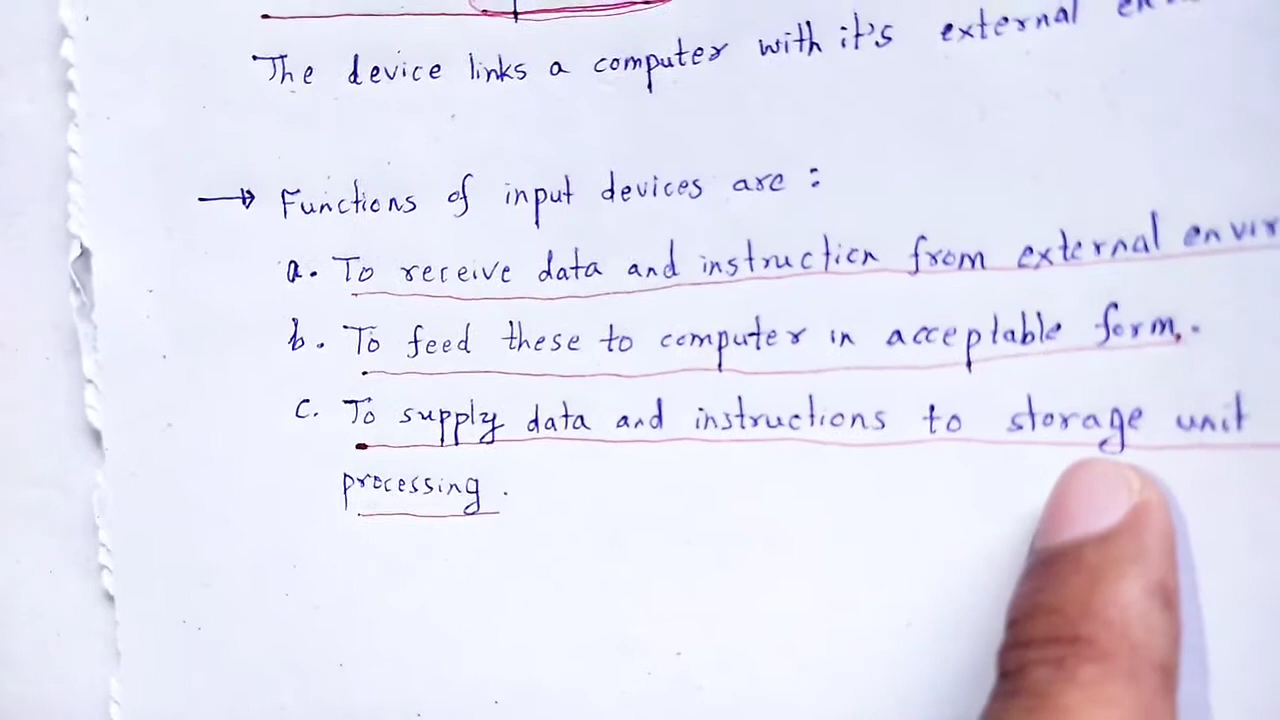 The device links a computer with it's external
→ Functions of input devices are :
a. To receive data and instruction from external envir
b. To feed these to computer in acceptable form.
c. To supply data and instructions to storage unit
processing.